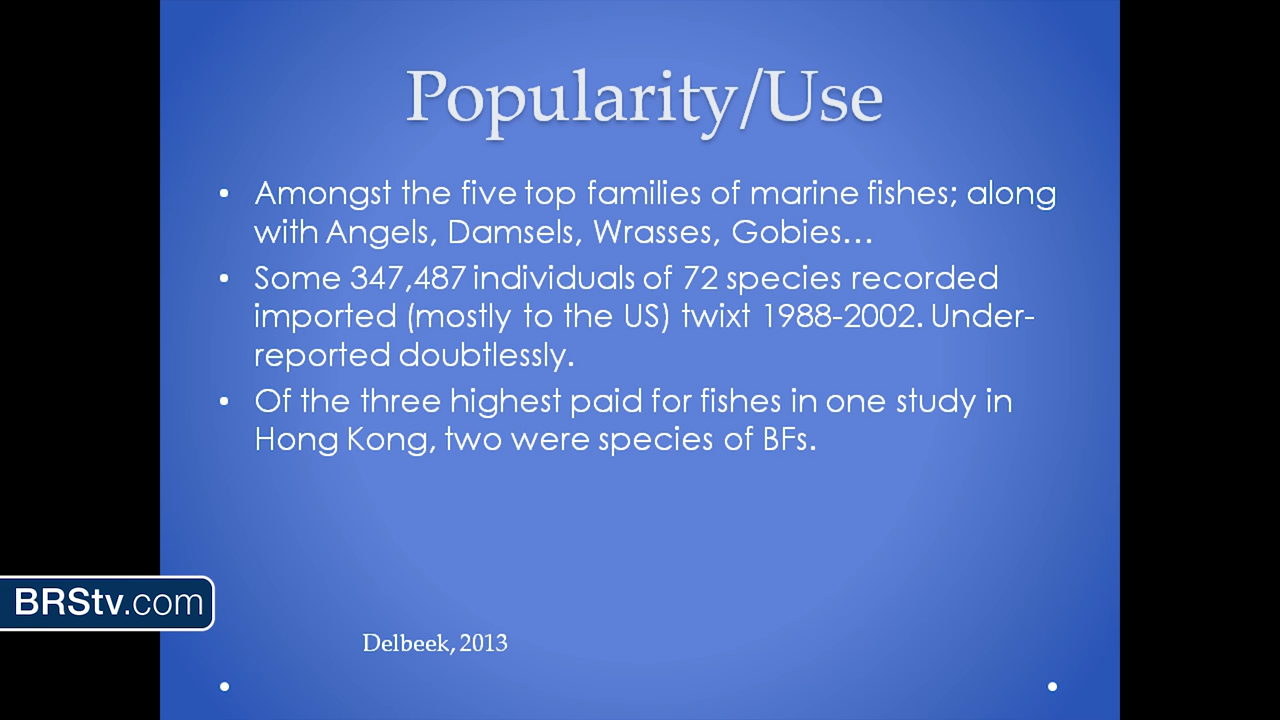 Popularity/Use
• Amongst the five top families of marine fishes; along
with Angels, Damsels, Wrasses, Gobies...
• Some 347,487 individuals of 72 species recorded
imported (mostly to the US) twixt 1988-2002. Under-
reported doubtlessly.
• Of the three highest paid for fishes in one study in
Hong Kong, two were species of BFs.
BRStv.com
Delbeek, 2013